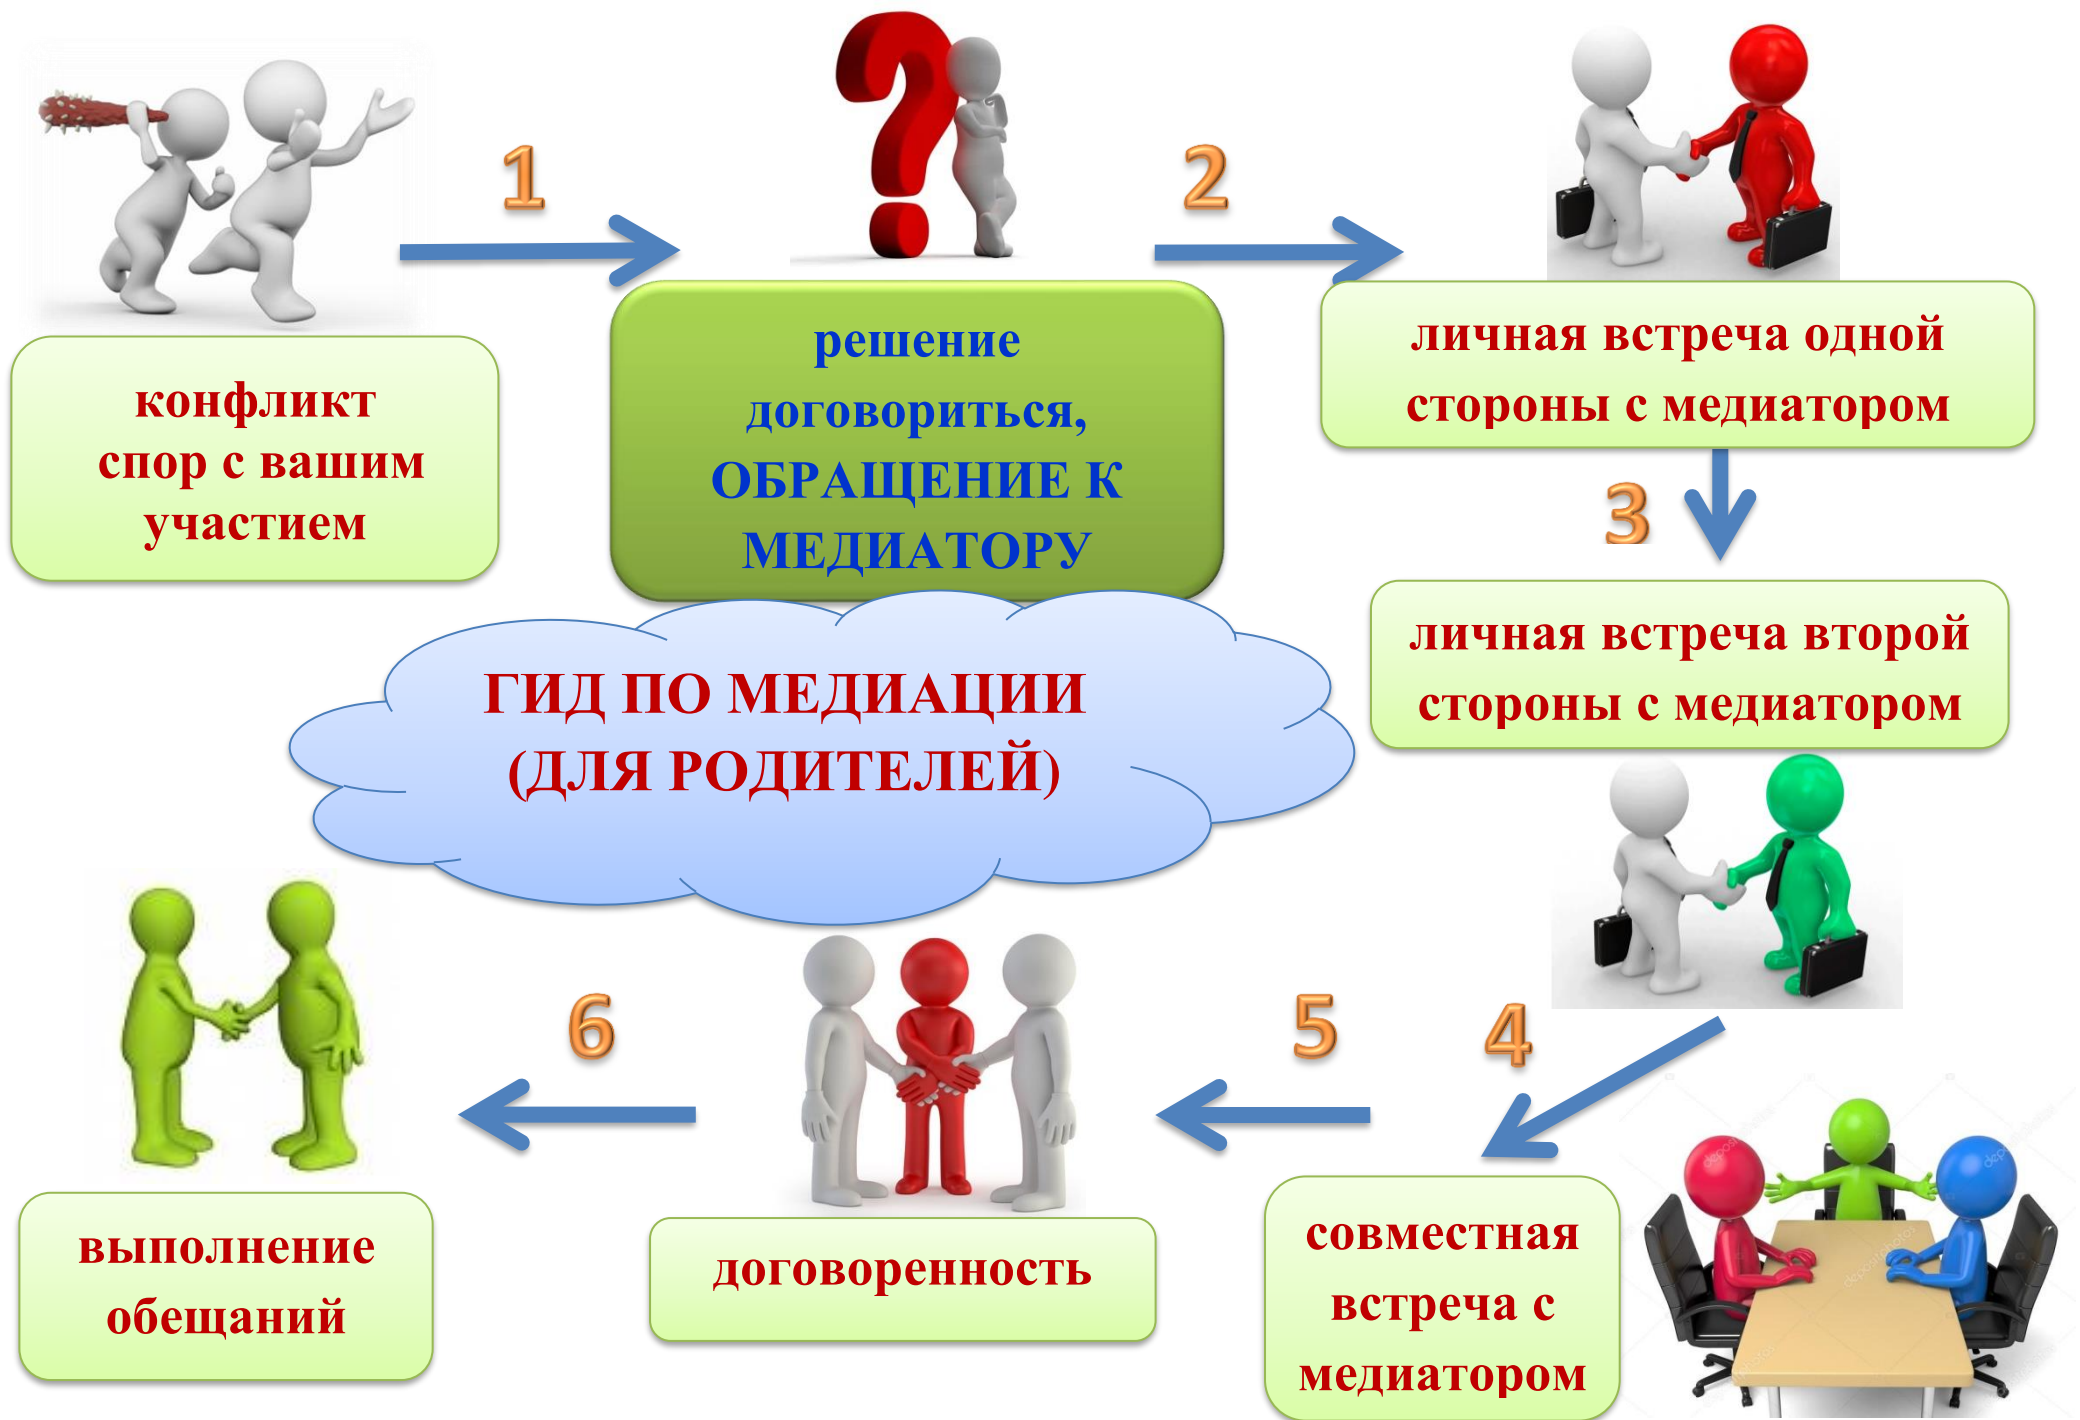 конфликт
спор с вашим
участием
1
решение
договориться,
ОБРАЩЕНИЕ К
МЕДИАТОРУ
2
личная встреча одной
стороны с медиатором
3
личная встреча второй
стороны с медиатором
ГИД ПО МЕДИАЦИИ
(ДЛЯ РОДИТЕЛЕЙ)
4
совместная
встреча с
медиатором
5
договоренность
6
выполнение
обещаний